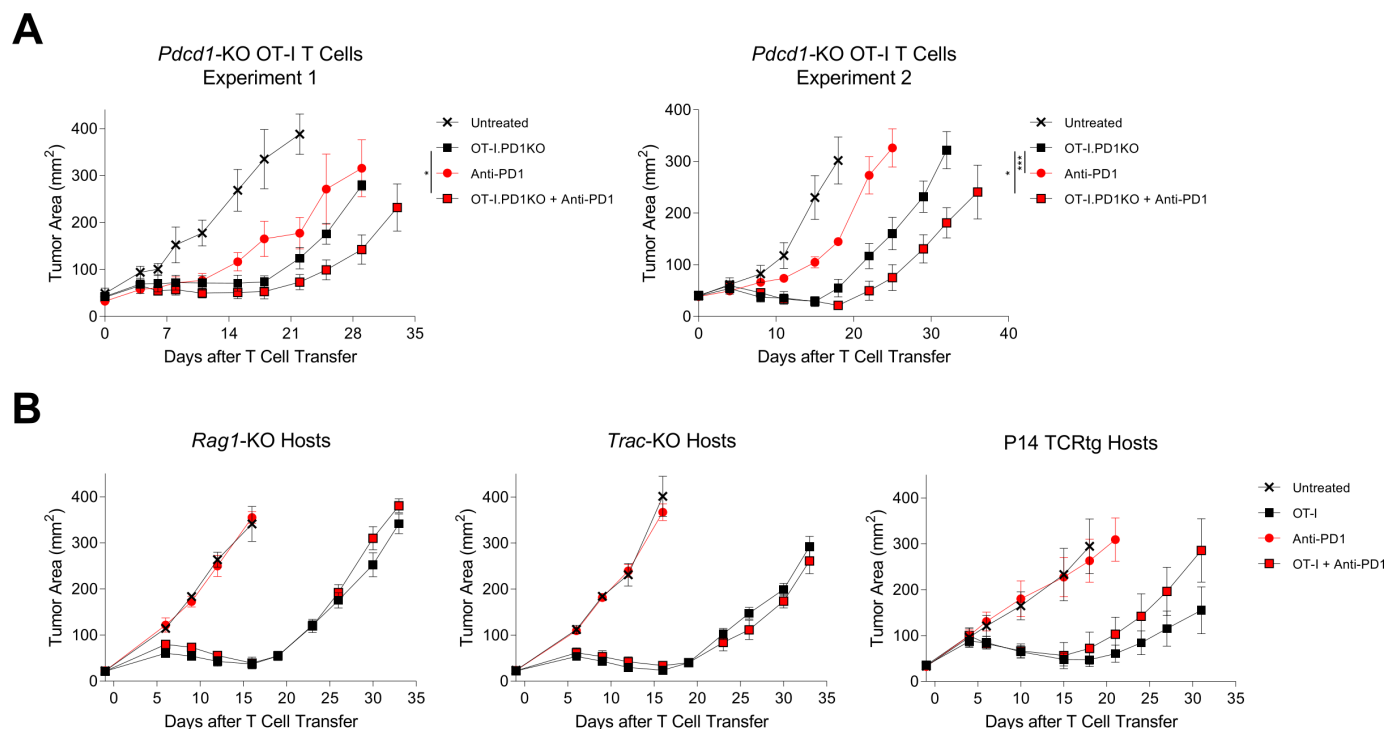 A
Pdcd1-KO OT-I T Cells
Experiment 1
Tumor Area (mm²)
400
300
200
100
0
0 7 14 21 28 35
Days after T Cell Transfer
Untreated
OT-I.PD1KO
Anti-PD1
OT-I.PD1KO + Anti-PD1
*
Pdcd1-KO OT-I T Cells
Experiment 2
Tumor Area (mm²)
400
300
200
100
0
0 10 20 30 40
Days after T Cell Transfer
Untreated
OT-I.PD1KO
Anti-PD1
OT-I.PD1KO + Anti-PD1
*
***
B
Rag1-KO Hosts
Tumor Area (mm²)
400
300
200
100
0
0 5 10 15 20 25 30 35
Days after T Cell Transfer
Trac-KO Hosts
Tumor Area (mm²)
400
300
200
100
0
0 5 10 15 20 25 30 35
Days after T Cell Transfer
P14 TCRtg Hosts
Tumor Area (mm²)
400
300
200
100
0
0 5 10 15 20 25 30 35
Days after T Cell Transfer
Untreated
OT-I
Anti-PD1
OT-I + Anti-PD1